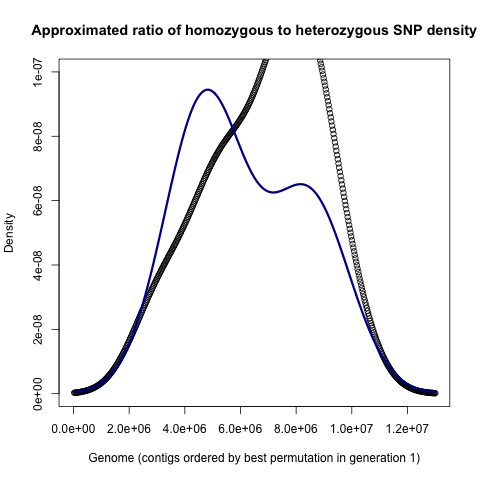 Approximated ratio of homozygous to heterozygous SNP density
1e-07
8e-08
6e-08
4e-08
2e-08
0e+00
Density
0.0e+00 2.0e+06 4.0e+06 6.0e+06 8.0e+06 1.0e+07 1.2e+07
Genome (contigs ordered by best permutation in generation 1)